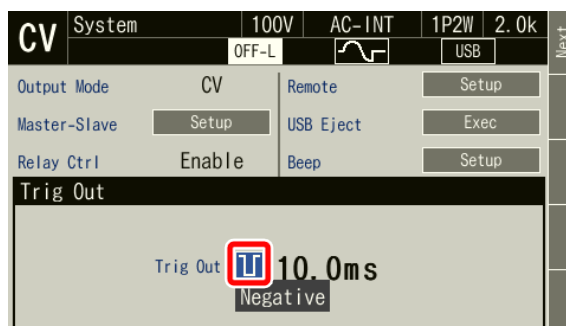 CV System 100V AC-INT 1P2W 2.0k
OFF-L USB
Next
Output Mode CV Remote Setup
Master-Slave Setup USB Eject Exec
Relay Ctrl Enable Beep Setup
Trig Out
Trig Out 10.0ms
Negative